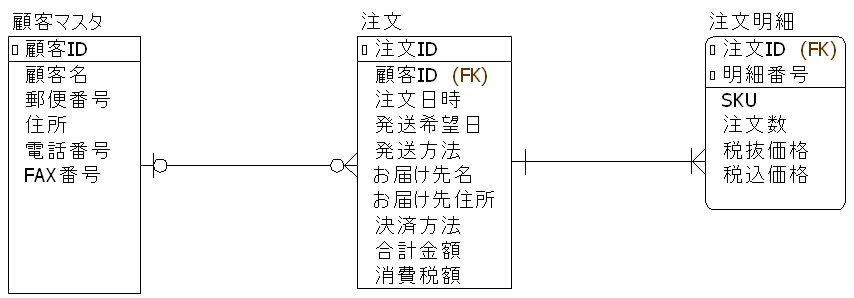 顧客マスタ
顧客ID
顧客名
郵便番号
住所
電話番号
FAX番号
注文
注文ID
顧客ID (FK)
注文日時
発送希望日
発送方法
お届け先名
お届け先住所
決済方法
合計金額
消費税額
注文明細
注文ID (FK)
明細番号
SKU
注文数
税抜価格
税込価格